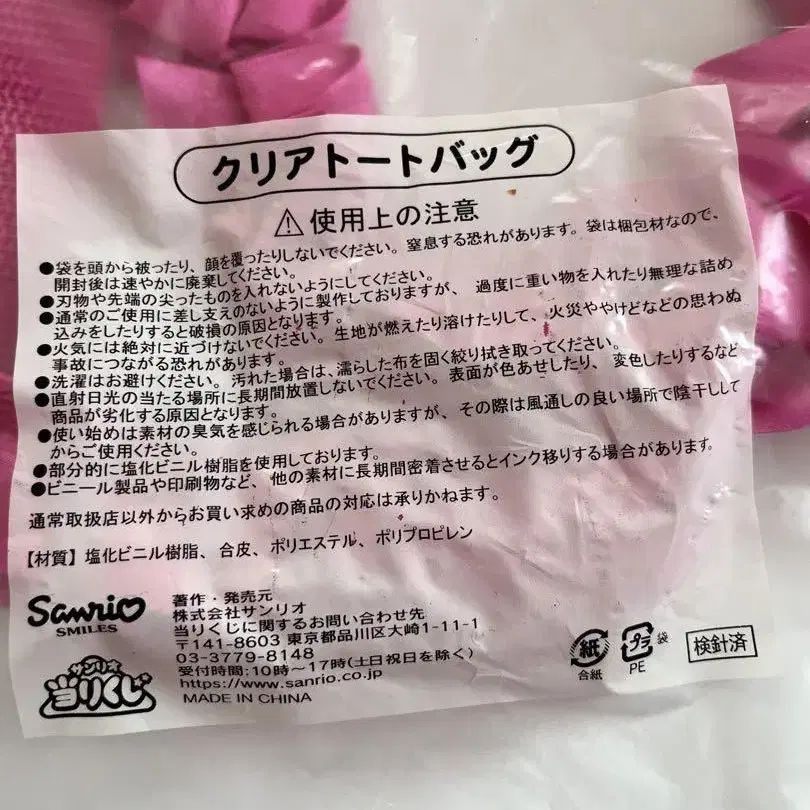 クリアトートバッグ
⚠使用上の注意
●袋を頭から被ったり、顔を覆ったりしないでください。窒息する恐れがあります。袋は梱包材なので、
開封後は速やかに廃棄してください。
●刃物や先端の尖ったものを入れないようにしてください。
●通常のご使用に差し支えのないように製作しておりますが、過度に重い物を入れたり無理な詰め
込みをしたりすると破損の原因となります。
●火気には絶対に近づけないでください。生地が燃えたり溶けたりして、火災ややけどなどの思わぬ
事故につながる恐れがあります。
●洗濯はお避けください。汚れた場合は、濡らした布を固く絞り拭き取ってください。
●直射日光の当たる場所に長期間放置しないでください。表面が色あせしたり、変色したりするなど
商品が劣化する原因となります。
●使い始めは素材の臭気を感じられる場合がありますが、その際は風通しの良い場所で陰干しして
からご使用ください。
●部分的に塩化ビニル樹脂を使用しております。
●ビニール製品や印刷物など、他の素材に長期間密着させるとインク移りする場合があります。
通常取扱店以外からお買い求めの商品の対応は承りかねます。
【材質】塩化ビニル樹脂、合皮、ポリエステル、ポリプロピレン
Sanrio
SMILES
サンリオ
当りくじ
著作・発売元
株式会社サンリオ
当りくじに関するお問い合わせ先
〒141-8603 東京都品川区大崎1-11-1
03-3779-8148
受付時間:10時〜17時(土日祝日を除く)
https://www.sanrio.co.jp
MADE IN CHINA
紙
台紙
プラ
袋
PE
検針済